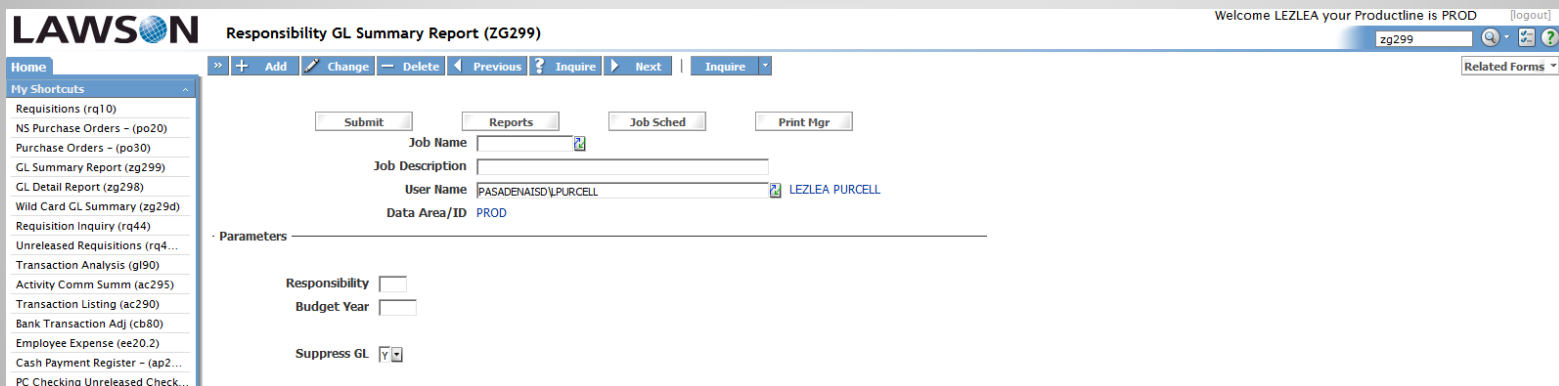 Welcome LEZLEA your Productline is PROD [logout]
LAWSON Responsibility GL Summary Report (ZG299) zg299
Home » Add Change Delete Previous Inquire Next | Inquire Related Forms
My Shortcuts
Requisitions (rq10)
NS Purchase Orders - (po20)
Purchase Orders - (po30)
GL Summary Report (zg299)
GL Detail Report (zg298)
Wild Card GL Summary (zg29d)
Requisition Inquiry (rq44)
Unreleased Requisitions (rq4...
Transaction Analysis (gl90)
Activity Comm Summ (ac295)
Transaction Listing (ac290)
Bank Transaction Adj (cb80)
Employee Expense (ee20.2)
Cash Payment Register - (ap2...
PC Checking Unreleased Check...
Submit Reports Job Sched Print Mgr
Job Name
Job Description
User Name PASADENAISD\LPURCELL LEZLEA PURCELL
Data Area/ID PROD
Parameters
Responsibility
Budget Year
Suppress GL Y